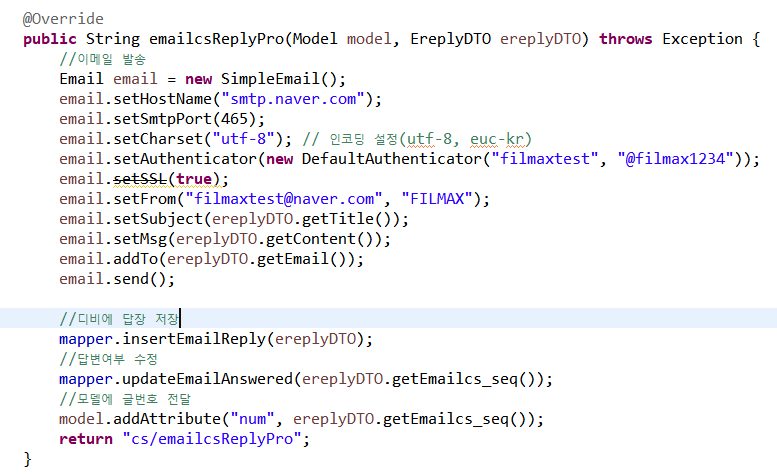 @Override
public String emailcsReplyPro(Model model, EreplyDTO ereplyDTO) throws Exception {
    //이메일 발송
    Email email = new SimpleEmail();
    email.setHostName("smtp.naver.com");
    email.setSmtpPort(465);
    email.setCharset("utf-8"); // 인코딩 설정(utf-8, euc-kr)
    email.setAuthenticator(new DefaultAuthenticator("filmaxtest", "@filmax1234"));
    email.setSSL(true);
    email.setFrom("filmaxtest@naver.com", "FILMAX");
    email.setSubject(ereplyDTO.getTitle());
    email.setMsg(ereplyDTO.getContent());
    email.addTo(ereplyDTO.getEmail());
    email.send();

    //디비에 답장 저장
    mapper.insertEmailReply(ereplyDTO);
    //답변여부 수정
    mapper.updateEmailAnswered(ereplyDTO.getEmailcs_seq());
    //모델에 글번호 전달
    model.addAttribute("num", ereplyDTO.getEmailcs_seq());
    return "cs/emailcsReplyPro";
}